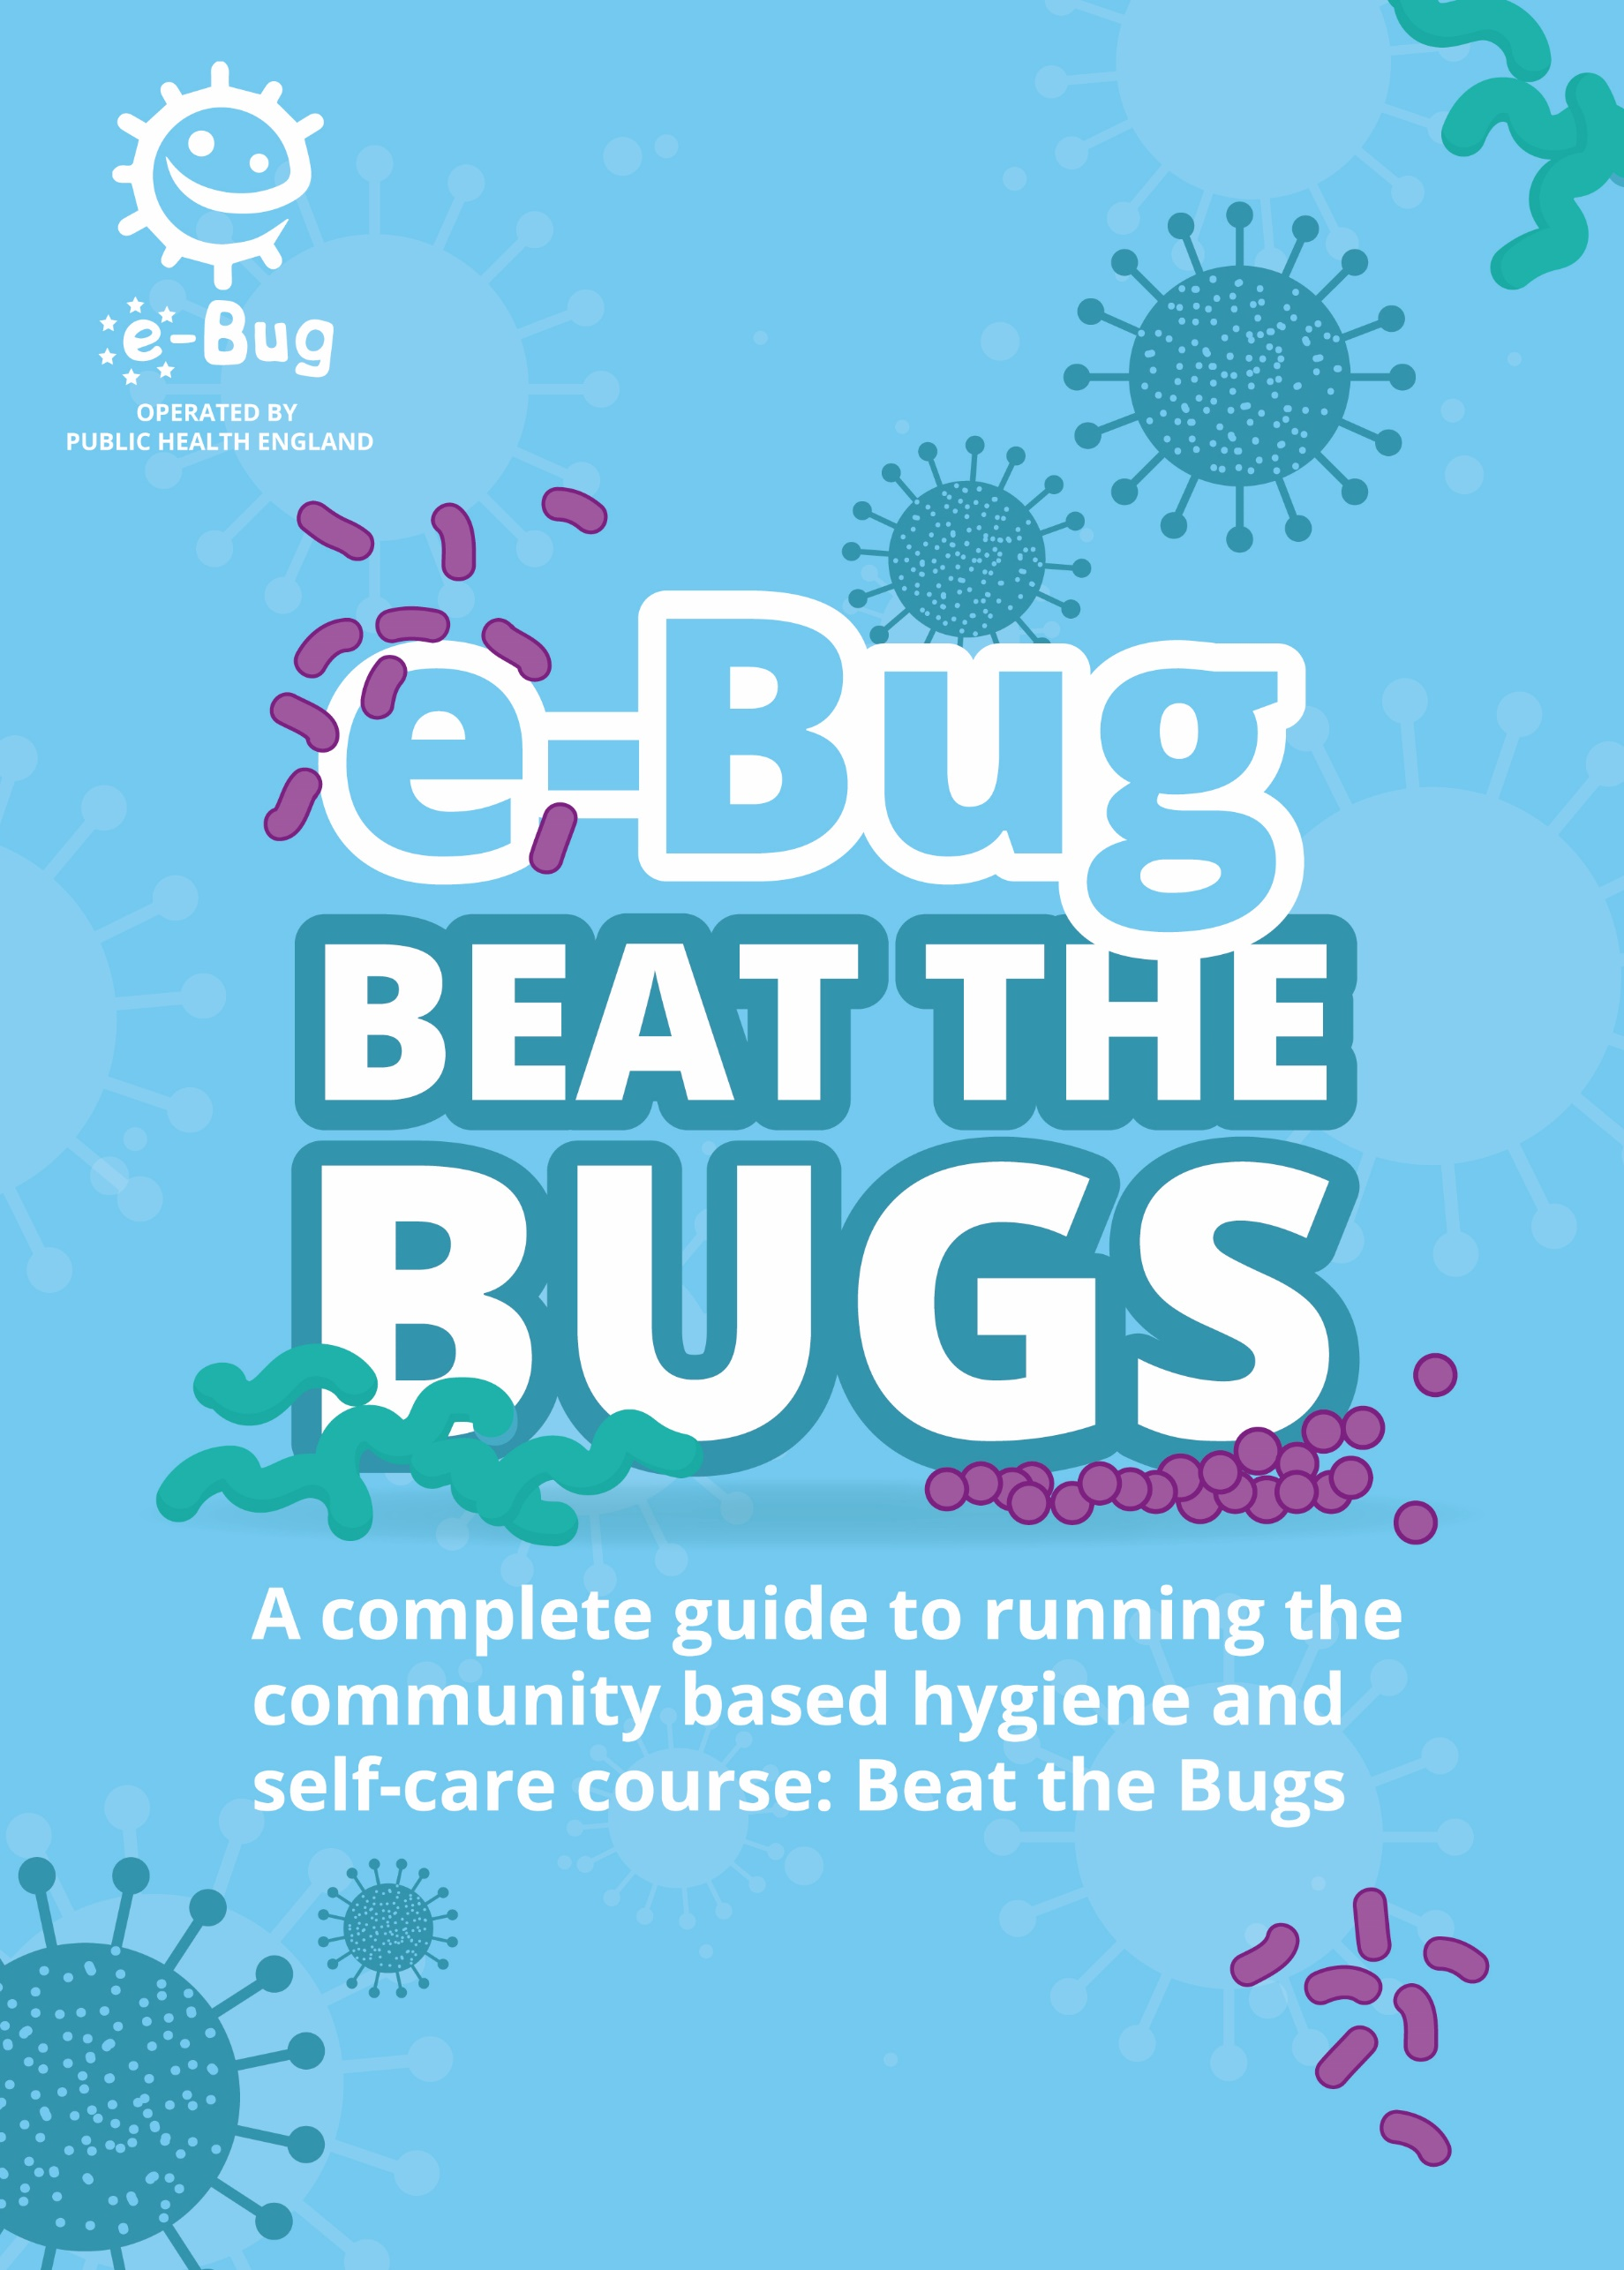 e-Bug
OPERATED BY
PUBLIC HEALTH ENGLAND
e-Bug
BEAT THE
BUGS
A complete guide to running the
community based hygiene and
self-care course: Beat the Bugs